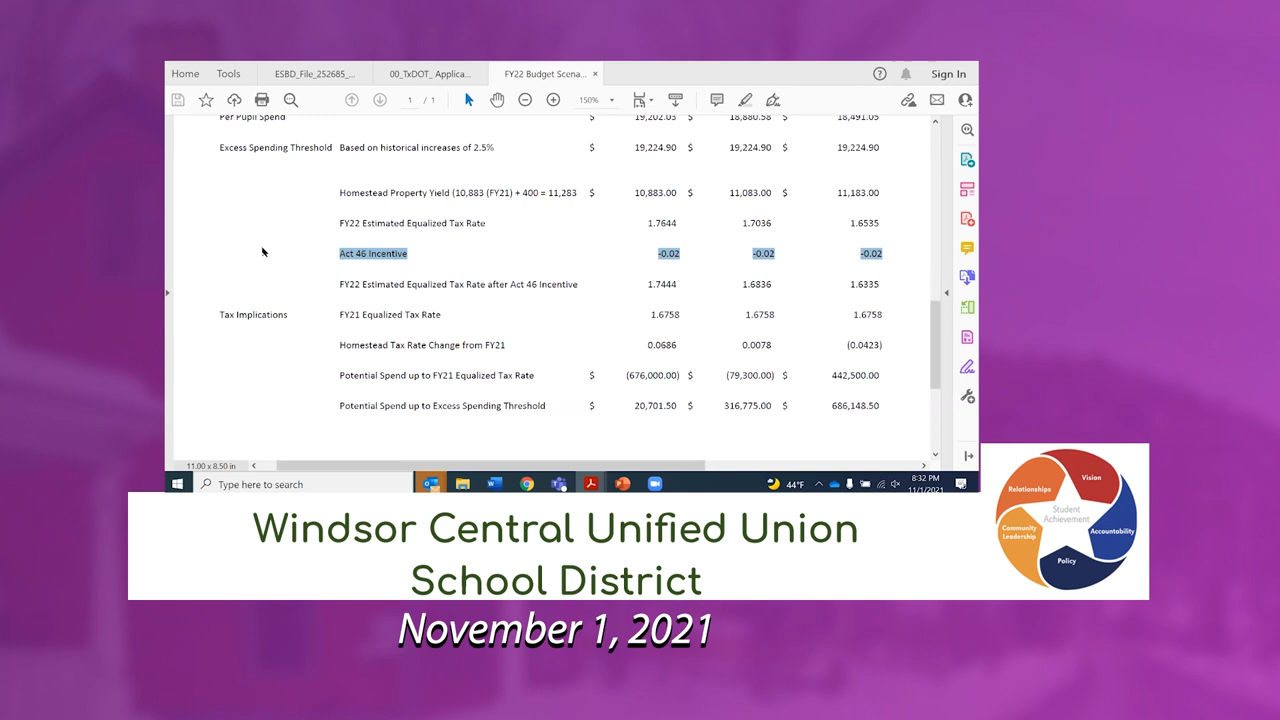 Home Tools ESBD_File_252685_... 00_TxDOT_ Applica... FY22 Budget Scena... × Sign In
1 / 1 150%
Per Pupil Spend $ 19,202.03 $ 18,880.58 $ 18,491.05
Excess Spending Threshold Based on historical increases of 2.5% $ 19,224.90 $ 19,224.90 $ 19,224.90
Homestead Property Yield (10,883 (FY21) + 400 = 11,283 $ 10,883.00 $ 11,083.00 $ 11,183.00
FY22 Estimated Equalized Tax Rate 1.7644 1.7036 1.6535
Act 46 Incentive -0.02 -0.02 -0.02
FY22 Estimated Equalized Tax Rate after Act 46 Incentive 1.7444 1.6836 1.6335
Tax Implications FY21 Equalized Tax Rate 1.6758 1.6758 1.6758
Homestead Tax Rate Change from FY21 0.0686 0.0078 (0.0423)
Potential Spend up to FY21 Equalized Tax Rate $ (676,000.00) $ (79,300.00) $ 442,500.00
Potential Spend up to Excess Spending Threshold $ 20,701.50 $ 316,775.00 $ 686,148.50
11.00 x 8.50 in
Type here to search 44°F 8:32 PM
11/1/2021
Relationships Vision
Student Achievement
Community Leadership Accountability
Policy
Windsor Central Unified Union
School District
November 1, 2021